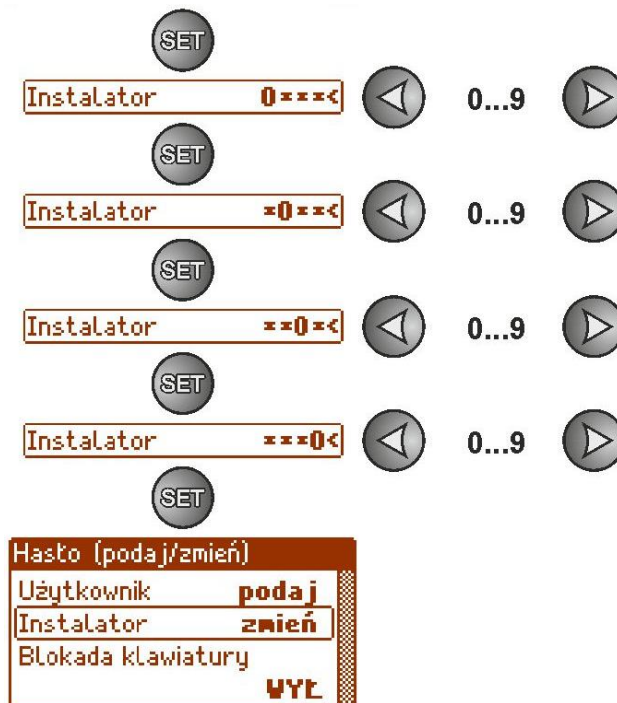 SET
Instalator 0***<
0...9
SET
Instalator *0**<
0...9
SET
Instalator **0*<
0...9
SET
Instalator ***0<
0...9
SET
Hasło (podaj/zmień)
Użytkownik podaj
Instalator zmień
Blokada klawiatury
WYŁ